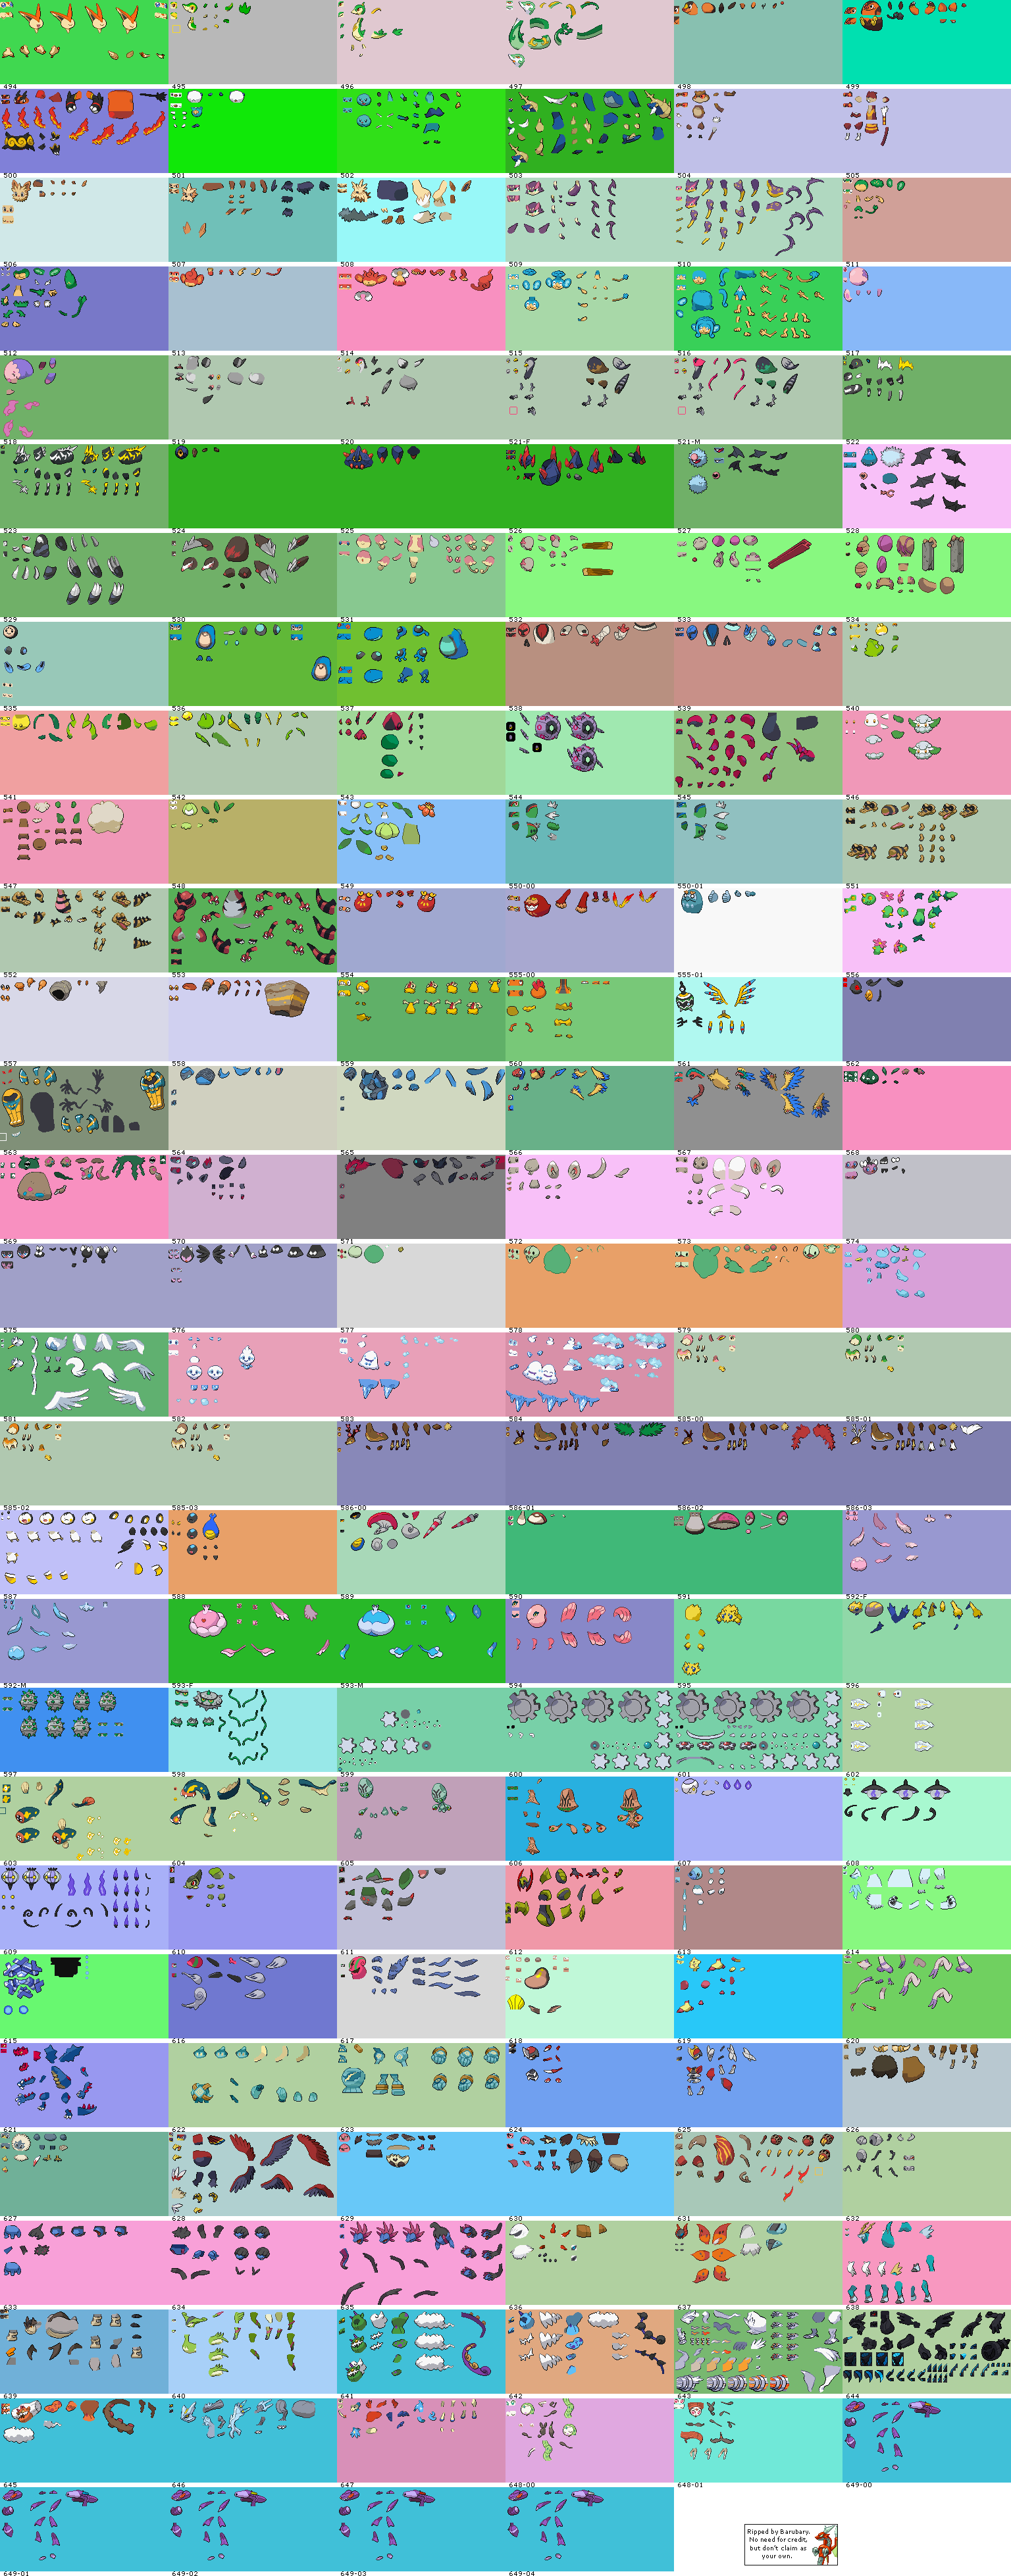 494 495 496 497 498 499
500 501 502 503 504 505
506 507 508 509 510 511
512 513 514 515 516 517
518 519 520 521-F 521-M 522
523 524 525 526 527 528
529 530 531 532 533 534
535 536 537 538 539 540
541 542 543 544 545 546
547 548 549 550-00 550-01 551
552 553 554 555-00 555-01 556
557 558 559 560 561 562
563 564 565 566 567 568
569 570 571 572 573 574
575 576 577 578 579 580
581 582 583 584 585-00 585-01
585-02 585-03 586-00 586-01 586-02 586-03
587 588 589 590 591 592-F
592-M 593-F 593-M 594 595 596
597 598 599 600 601 602
603 604 605 606 607 608
609 610 611 612 613 614
615 616 617 618 619 620
621 622 623 624 625 626
627 628 629 630 631 632
633 634 635 636 637 638
639 640 641 642 643 644
645 646 647 648-00 648-01 649-00
Ripped by Barubary.
No need for credit,
but don't claim as
your own.
649-01 649-02 649-03 649-04